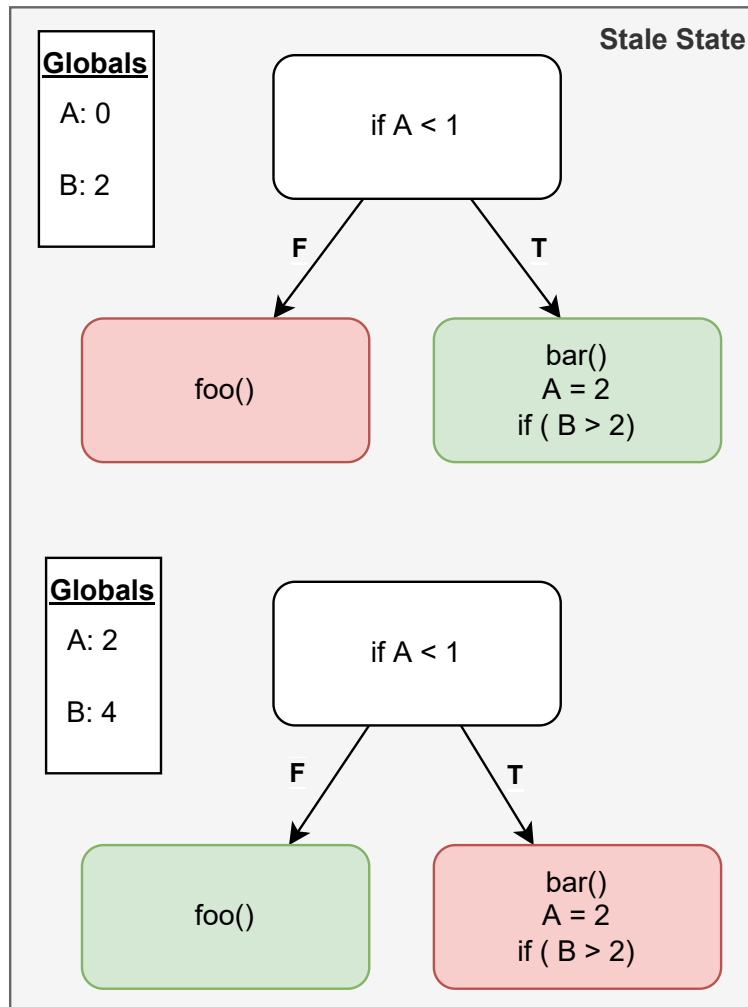 Stale State
Globals
A: 0
B: 2
if A < 1
F
T
foo()
bar()
A = 2
if ( B > 2)
Globals
A: 2
B: 4
if A < 1
F
T
foo()
bar()
A = 2
if ( B > 2)